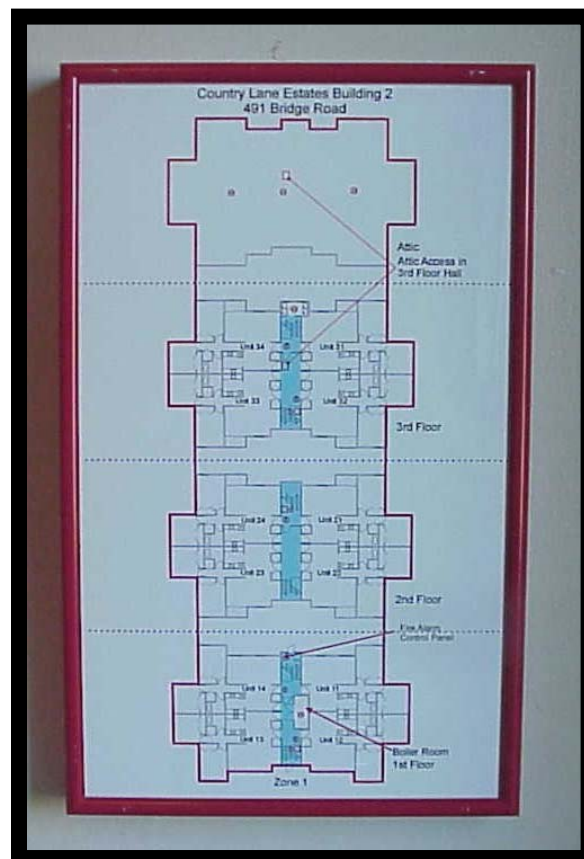 Country Lane Estates Building 2
491 Bridge Road
Attic
Attic Access in
3rd Floor Hall
Unit 34
Unit 31
Unit 33
Unit 32
3rd Floor
Unit 24
Unit 21
Unit 23
Unit 22
2nd Floor
Fire Alarm
Control Panel
Unit 14
Unit 11
Unit 13
Unit 12
Boiler Room
1st Floor
Zone 1